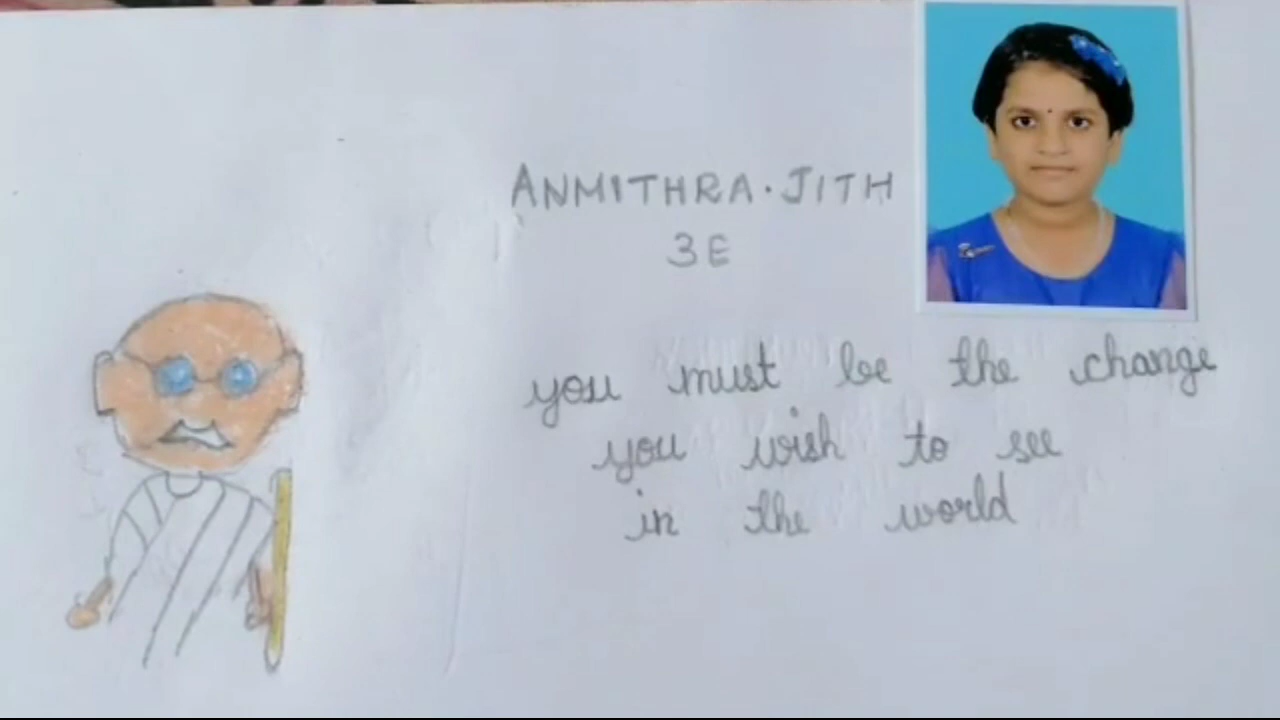 ANMITHRA. JITH
3E
you must be the change
you wish to see
in the world